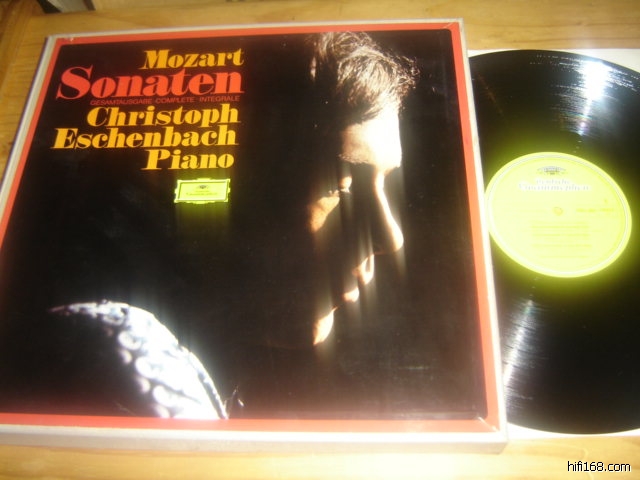 Mozart
Sonaten
GESAMTAUSGABE·COMPLETE·INTEGRALE
Christoph
Eschenbach
Piano
hifi168.com